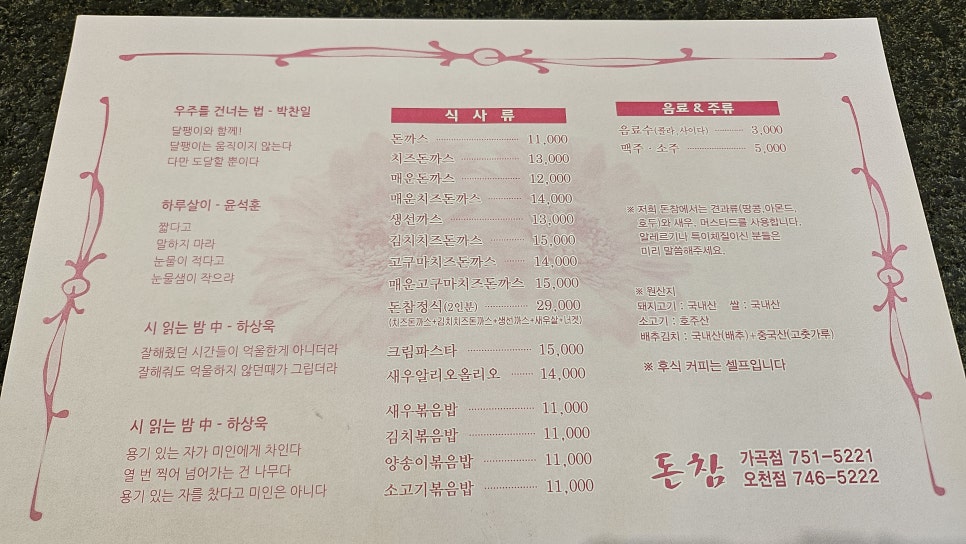 우주를 건너는 법 - 박찬일
달팽이와 함께!
달팽이는 움직이지 않는다
다만 도달할 뿐이다
하루살이 - 윤석훈
짧다고
말하지 마라
눈물이 적다고
눈물샘이 작으랴
시 읽는 밤 中 - 하상욱
잘해줬던 시간들이 억울한게 아니더라
잘해줘도 억울하지 않던때가 그립더라
시 읽는 밤 中 - 하상욱
용기 있는 자가 미인에게 차인다
열 번 찍어 넘어가는 건 나무다
용기 있는 자를 찼다고 미인은 아니다
식 사 류
돈까스 11,000
치즈돈까스 13,000
매운돈까스 12,000
매운치즈돈까스 14,000
생선까스 13,000
김치치즈돈까스 15,000
고구마치즈돈까스 14,000
매운고구마치즈돈까스 15,000
돈참정식(2인분) 29,000
(치즈돈까스+김치치즈돈까스+생선까스+새우살+너겟)
크림파스타 15,000
새우알리오올리오 14,000
새우볶음밥 11,000
김치볶음밥 11,000
양송이볶음밥 11,000
소고기볶음밥 11,000
음료 & 주류
음료수(콜라,사이다) 3,000
맥주 · 소주 5,000
※ 저희 돈참에서는 견과류(땅콩,아몬드,
호두)와 새우, 머스타드를 사용합니다.
알레르기나 특이체질이신 분들은
미리 말씀해주세요.
※ 원산지
돼지고기 : 국내산 쌀 : 국내산
소고기 : 호주산
배추김치 : 국내산(배추)+중국산(고춧가루)
※ 후식 커피는 셀프입니다
돈참 가곡점 751-5221
오천점 746-5222